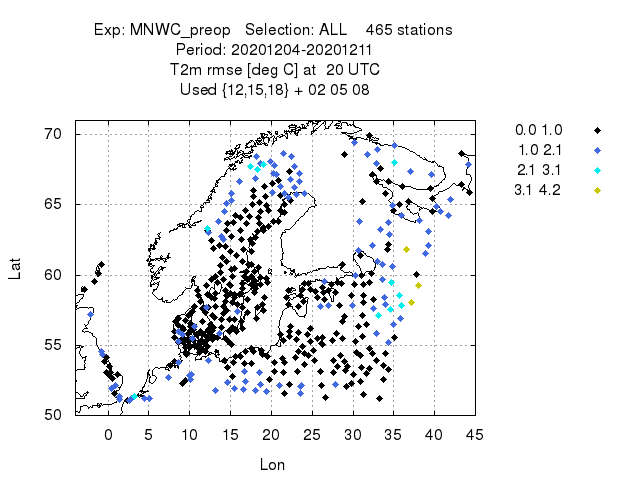 Exp: MNWC_preop Selection: ALL 465 stations
Period: 20201204-20201211
T2m rmse [deg C] at 20 UTC
Used {12,15,18} + 02 05 08
0.0 1.0
1.0 2.1
2.1 3.1
3.1 4.2
70
65
60
55
50
Lat
0 5 10 15 20 25 30 35 40 45
Lon